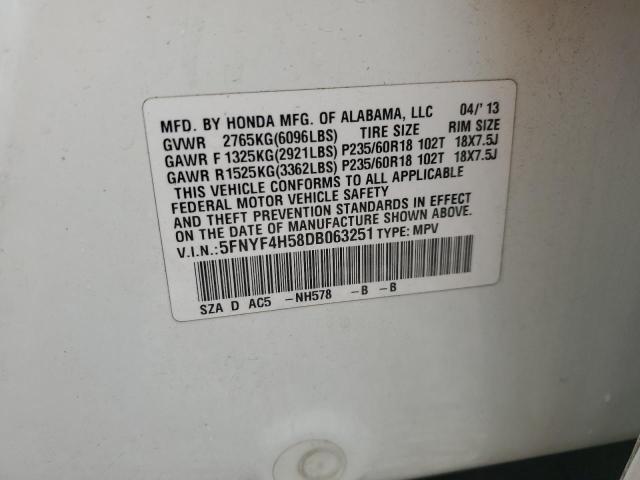 MFD. BY HONDA MFG. OF ALABAMA, LLC 04/'13
GVWR 2765KG(6096LBS) TIRE SIZE RIM SIZE
GAWR F 1325KG(2921LBS) P235/60R18 102T 18X7.5J
GAWR R 1525KG(3362LBS) P235/60R18 102T 18X7.5J
THIS VEHICLE CONFORMS TO ALL APPLICABLE
FEDERAL MOTOR VEHICLE SAFETY
AND THEFT PREVENTION STANDARDS IN EFFECT
ON THE DATE OF MANUFACTURE SHOWN ABOVE.
V.I.N.:5FNYF4H58DB063251 TYPE: MPV
SZA D AC5 -NH578 -B -B